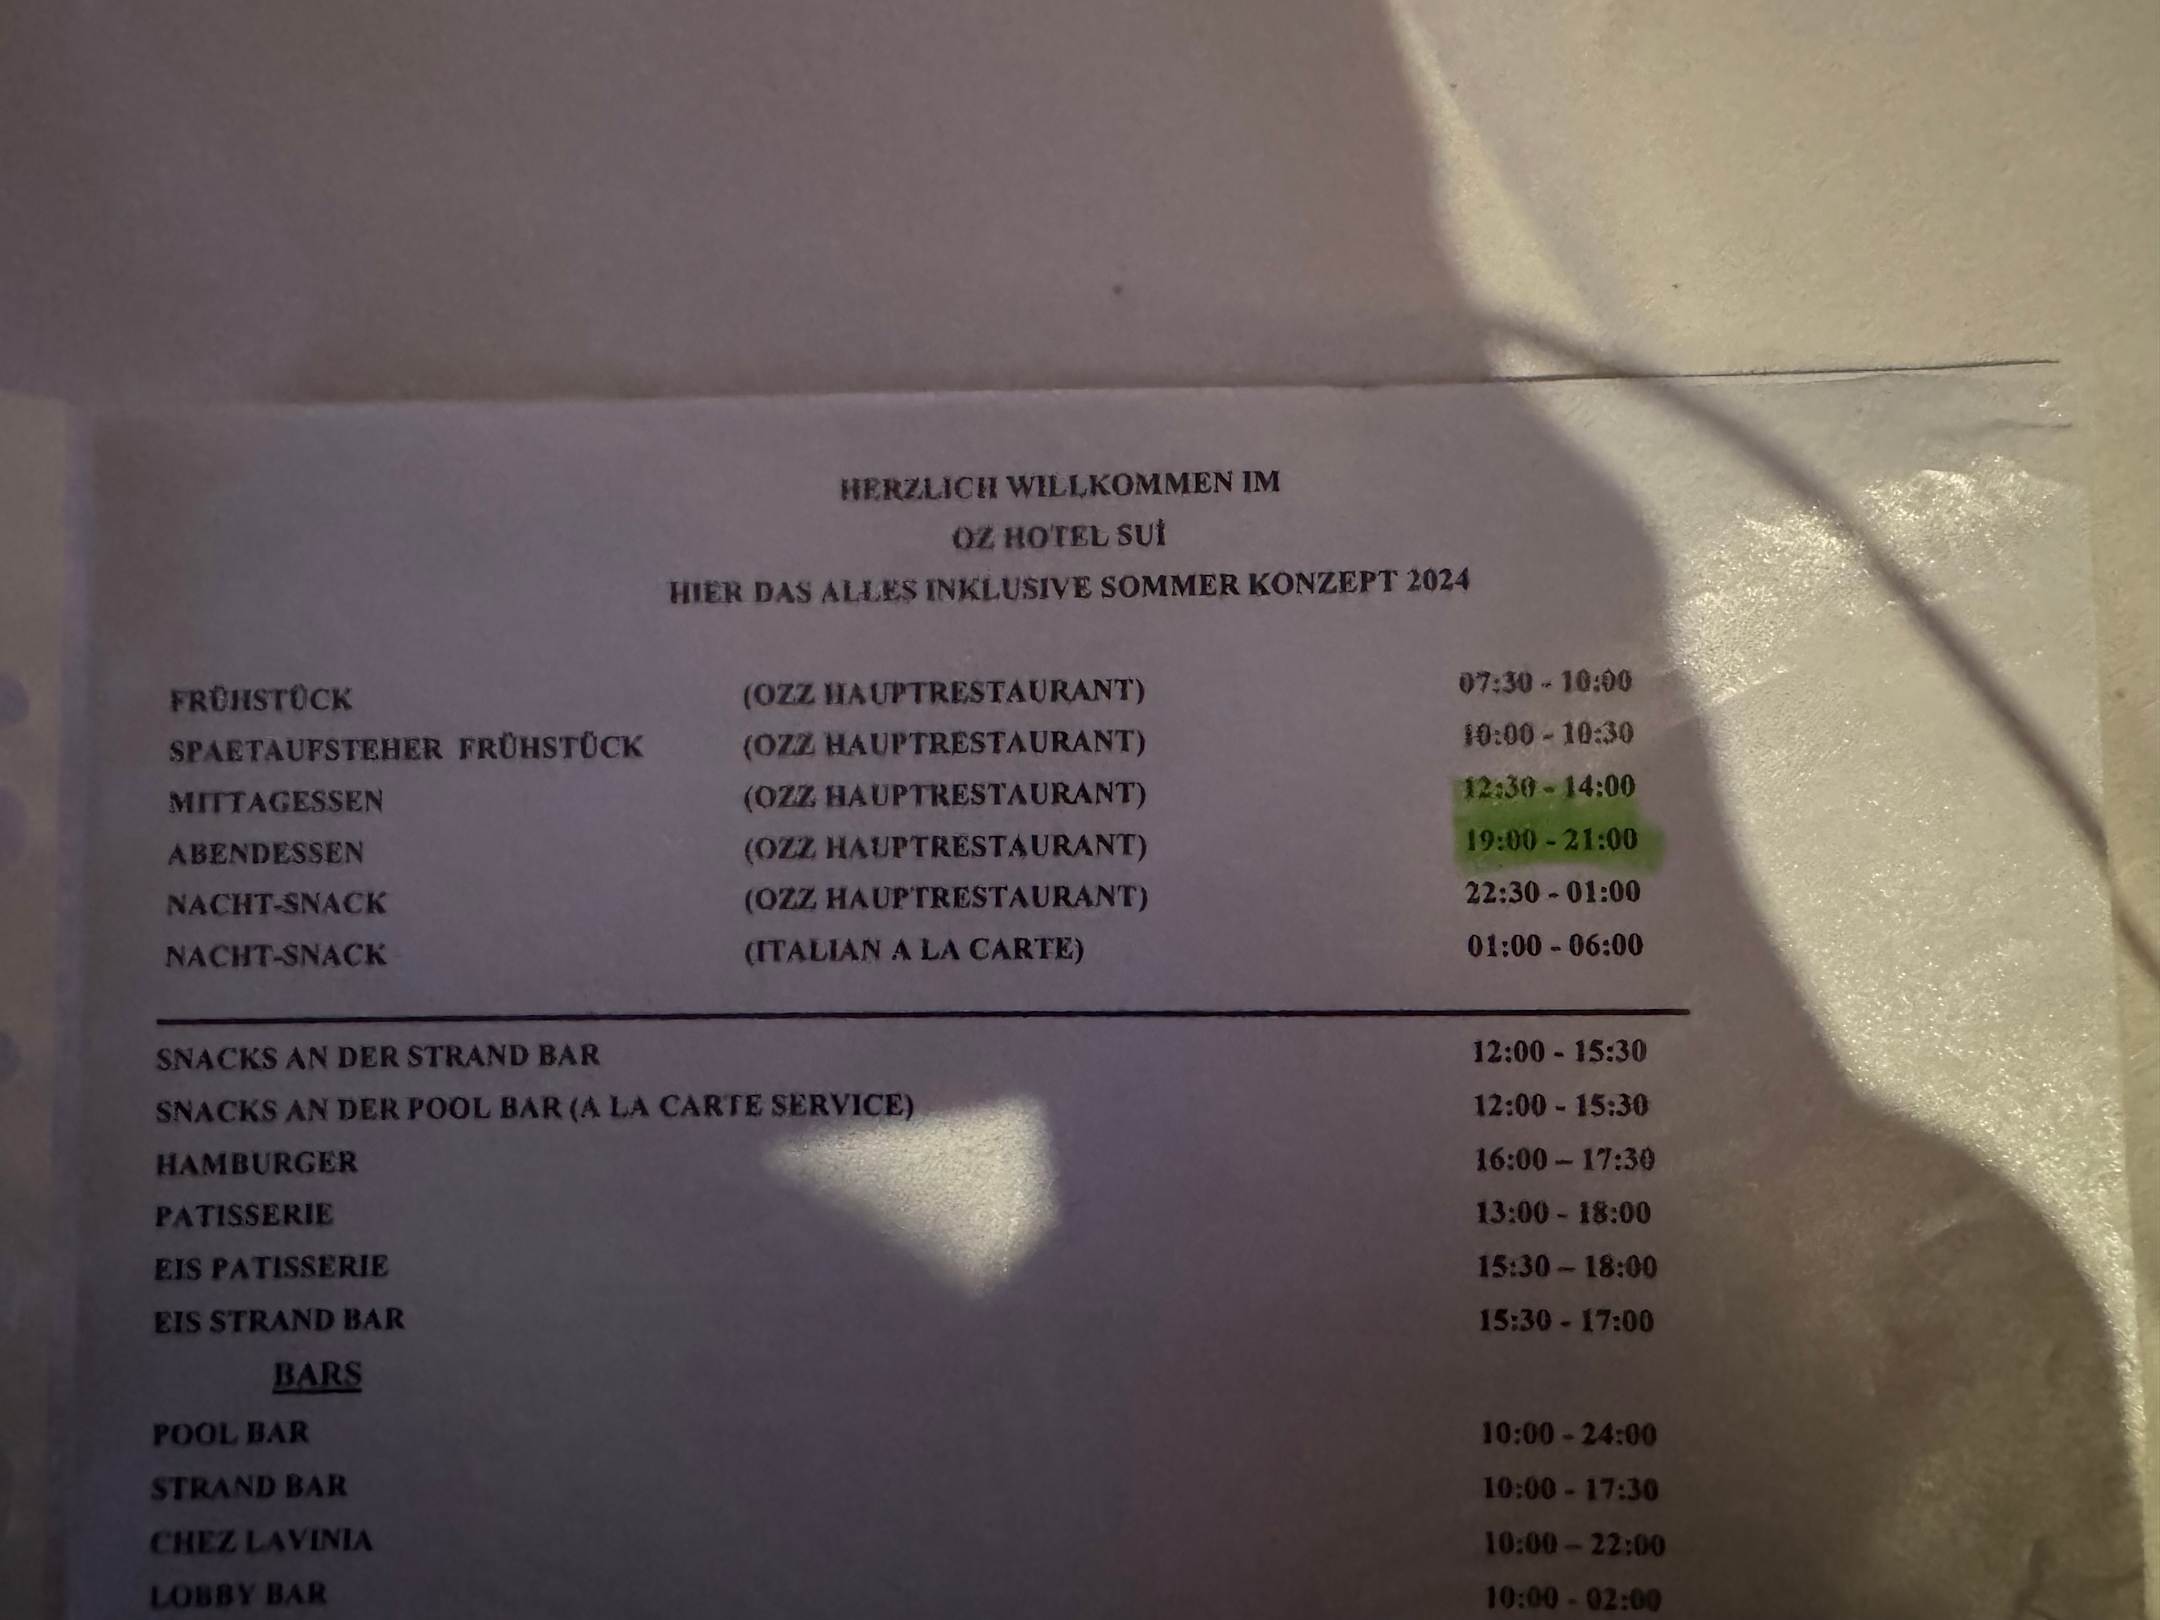 HERZLICH WILLKOMMEN IM
OZ HOTEL SUİ
HIER DAS ALLES INKLUSIVE SOMMER KONZEPT 2024
FRÜHSTÜCK (OZZ HAUPTRESTAURANT) 07:30 - 10:00
SPAETAUFSTEHER FRÜHSTÜCK (OZZ HAUPTRESTAURANT) 10:00 - 10:30
MITTAGESSEN (OZZ HAUPTRESTAURANT) 12:30 - 14:00
ABENDESSEN (OZZ HAUPTRESTAURANT) 19:00 - 21:00
NACHT-SNACK (OZZ HAUPTRESTAURANT) 22:30 - 01:00
NACHT-SNACK (ITALIAN A LA CARTE) 01:00 - 06:00
SNACKS AN DER STRAND BAR 12:00 - 15:30
SNACKS AN DER POOL BAR (A LA CARTE SERVICE) 12:00 - 15:30
HAMBURGER 16:00 – 17:30
PATISSERIE 13:00 - 18:00
EIS PATISSERIE 15:30 – 18:00
EIS STRAND BAR 15:30 - 17:00
BARS
POOL BAR 10:00 - 24:00
STRAND BAR 10:00 - 17:30
CHEZ LAVINIA 10:00 – 22:00
LOBBY BAR 10:00 - 02:00